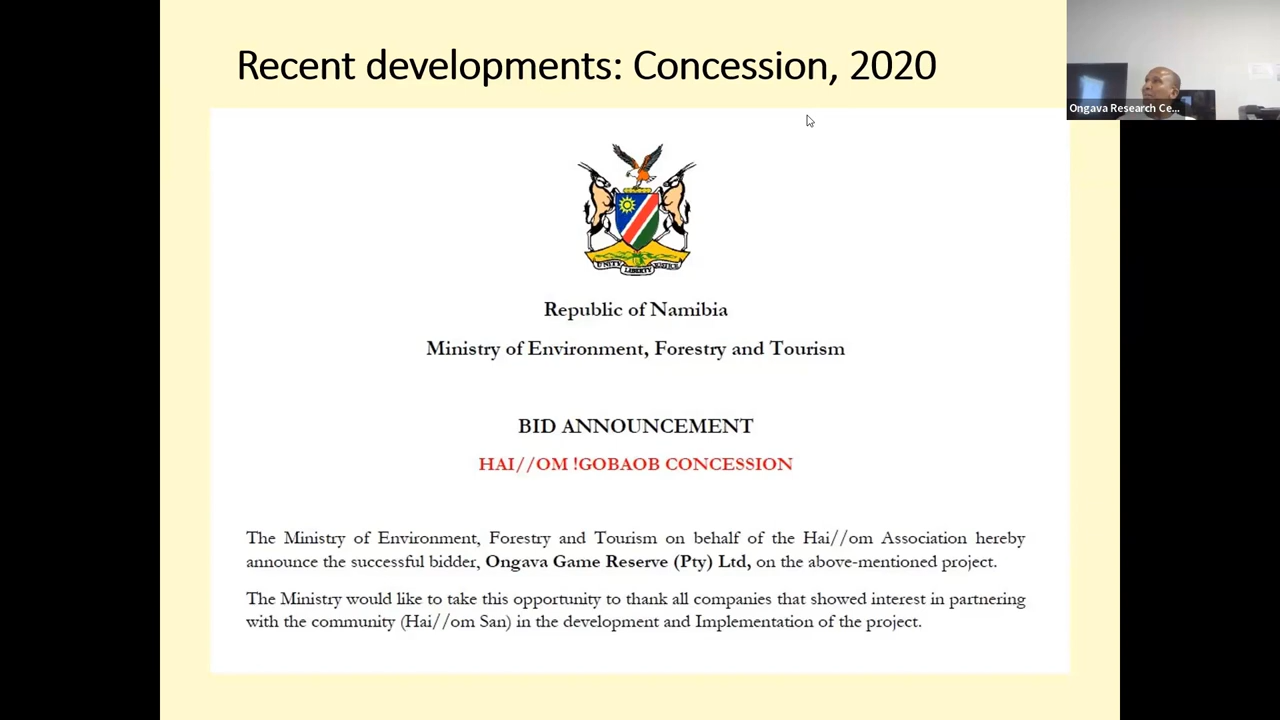 Recent developments: Concession, 2020
Ongava Research Ce...
UNITY LIBERTY JUSTICE
Republic of Namibia
Ministry of Environment, Forestry and Tourism
BID ANNOUNCEMENT
HAI//OM !GOBAOB CONCESSION
The Ministry of Environment, Forestry and Tourism on behalf of the Hai//om Association hereby
announce the successful bidder, Ongava Game Reserve (Pty) Ltd, on the above-mentioned project.
The Ministry would like to take this opportunity to thank all companies that showed interest in partnering
with the community (Hai//om San) in the development and Implementation of the project.